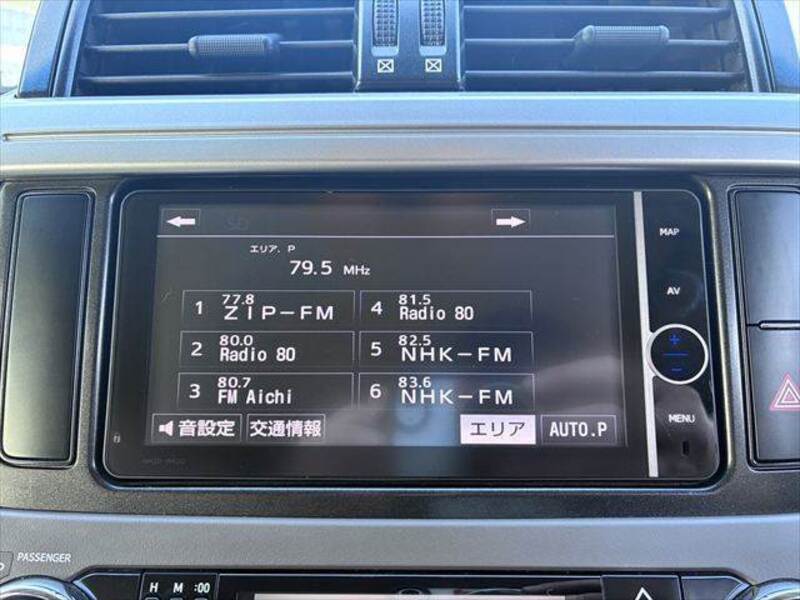 エリア. P
79.5 MHz
MAP
AV
+
−
MENU
1 77.8 ZIP−FM
4 81.5 Radio 80
2 80.0 Radio 80
5 82.5 NHK−FM
3 80.7 FM Aichi
6 83.6 NHK−FM
音設定 交通情報 エリア AUTO.P
PASSENGER
H M :00